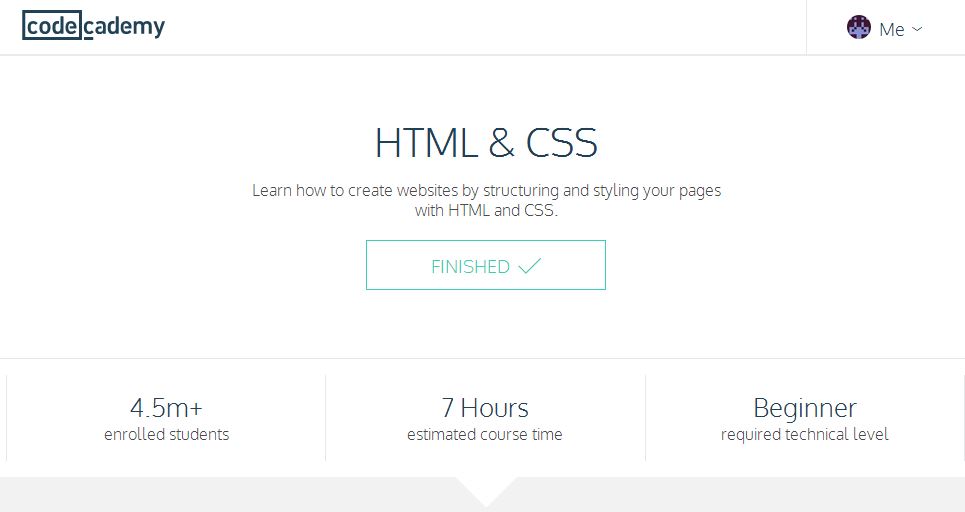 codecademy
Me
HTML & CSS
Learn how to create websites by structuring and styling your pages
with HTML and CSS.
FINISHED
4.5m+
enrolled students
7 Hours
estimated course time
Beginner
required technical level